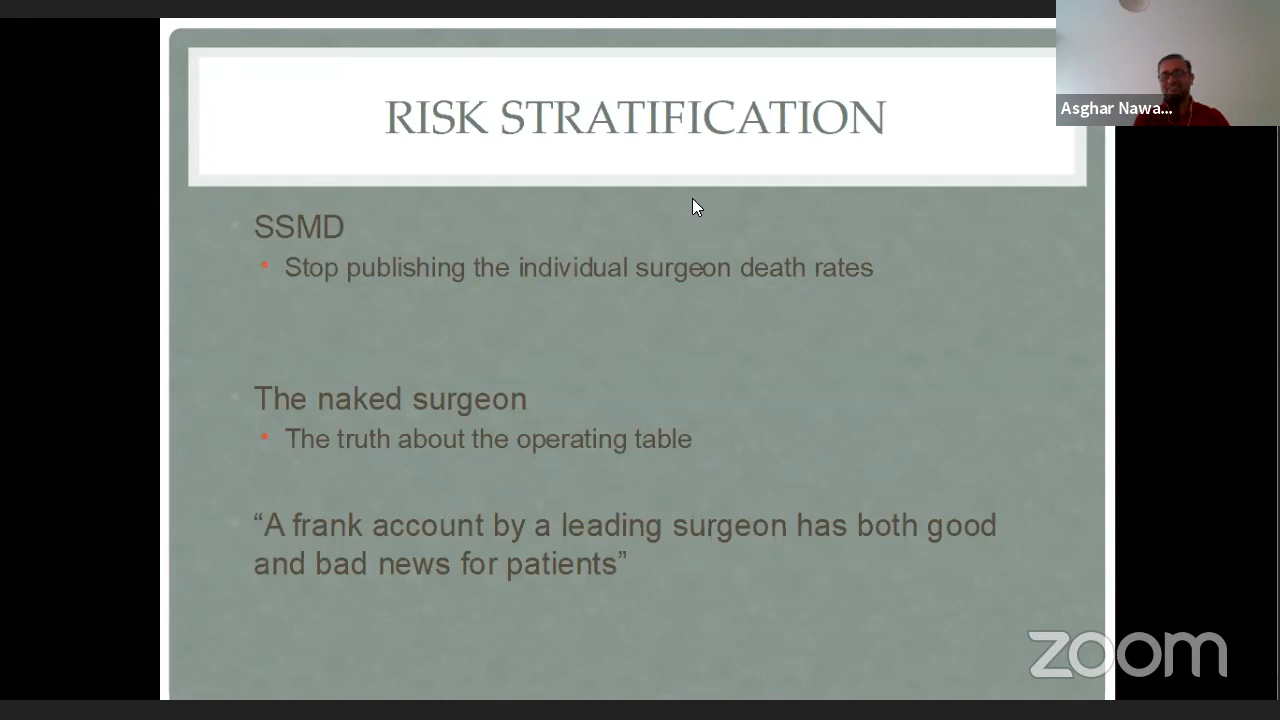 RISK STRATIFICATION
Asghar Nawa...
SSMD
Stop publishing the individual surgeon death rates
The naked surgeon
The truth about the operating table
“A frank account by a leading surgeon has both good
and bad news for patients”
zoom